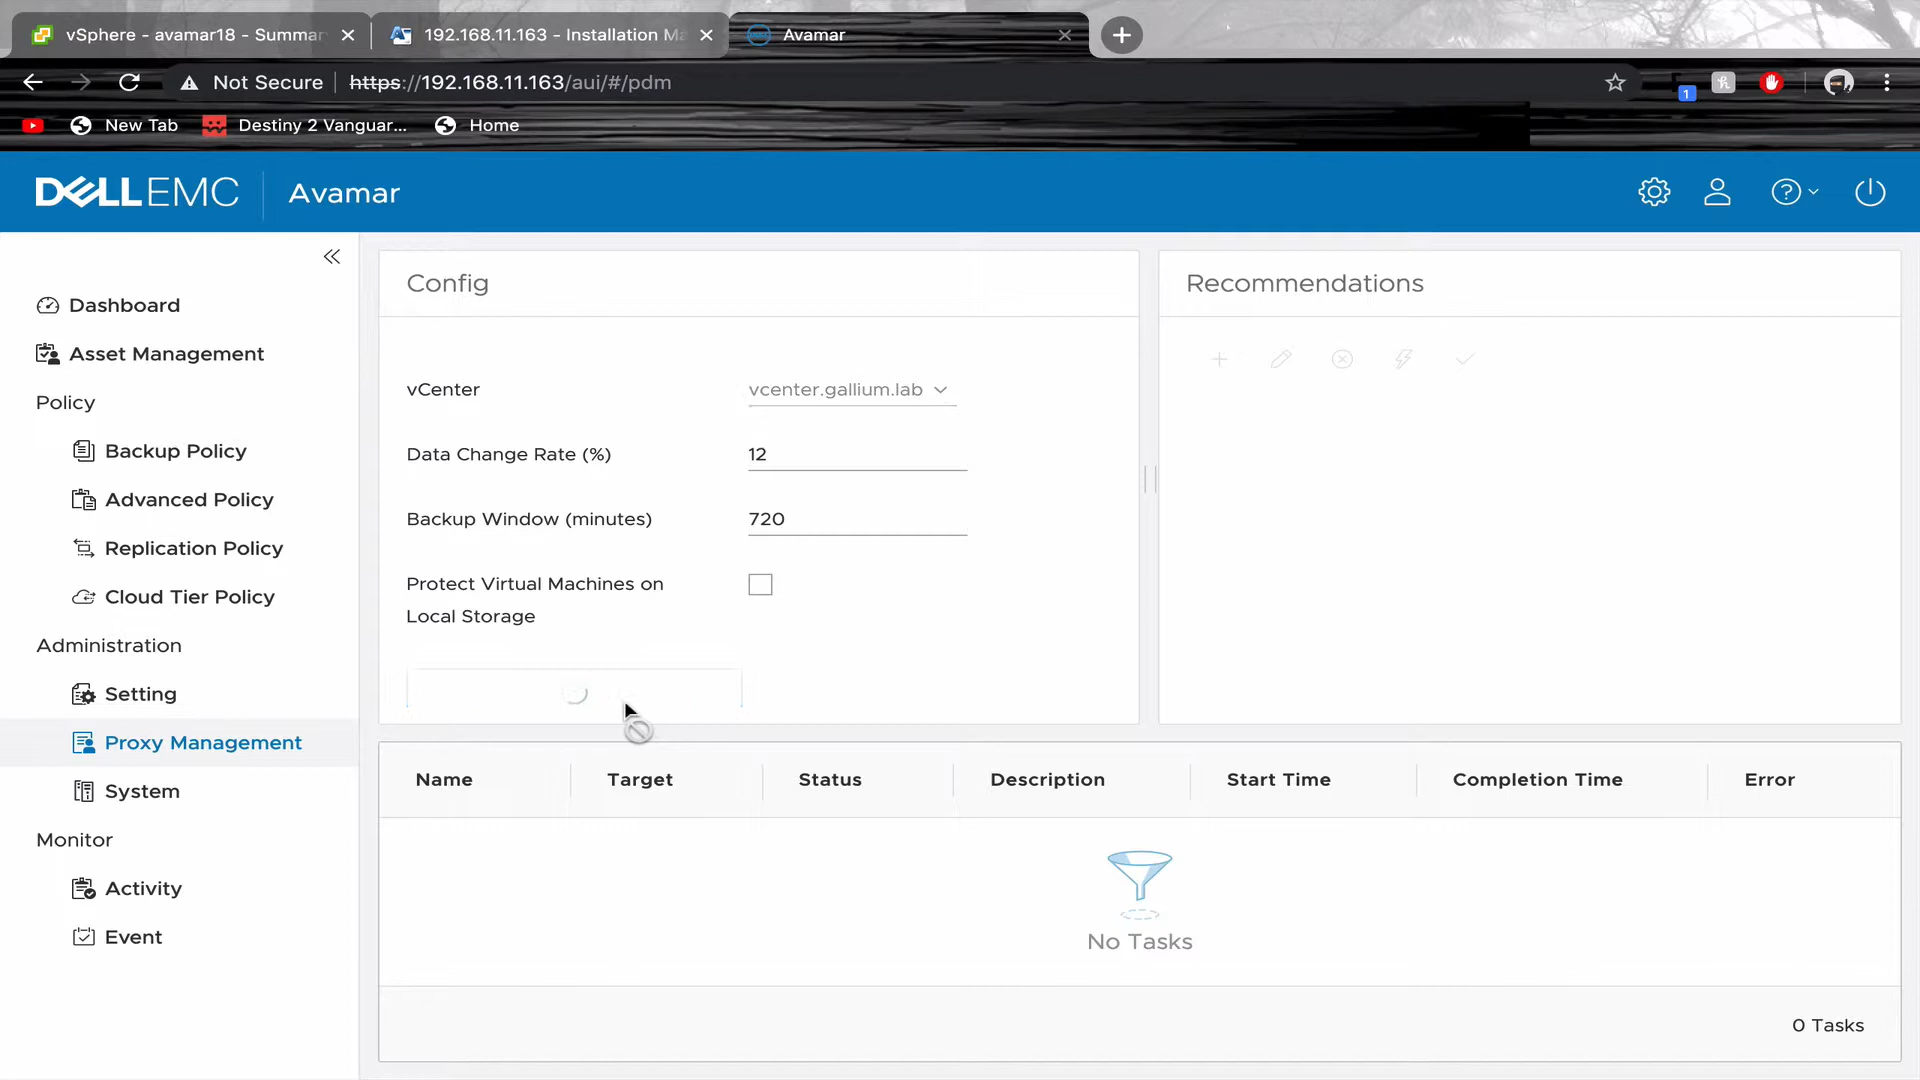 vSphere - avamar18 - Summar
192.168.11.163 - Installation Ma
Avamar
Not Secure
https://192.168.11.163/aui/#/pdm
1
New Tab
Destiny 2 Vanguar...
Home
DELLEMC
Avamar
Dashboard
Asset Management
Policy
Backup Policy
Advanced Policy
Replication Policy
Cloud Tier Policy
Administration
Setting
Proxy Management
System
Monitor
Activity
Event
Config
vCenter
vcenter.gallium.lab
Data Change Rate (%)
12
Backup Window (minutes)
720
Protect Virtual Machines on
Local Storage
Recommendations
Name
Target
Status
Description
Start Time
Completion Time
Error
No Tasks
0 Tasks